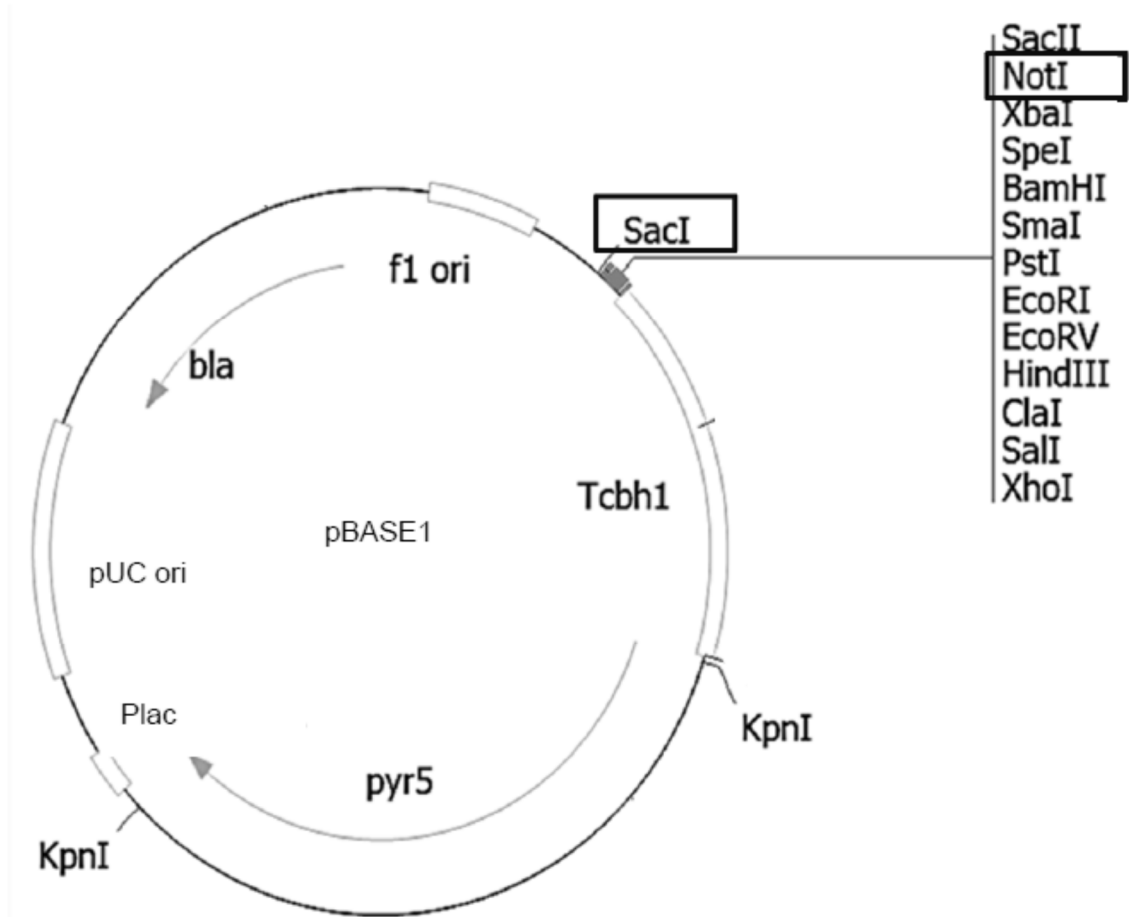 SacII
NotI
XbaI
SpeI
BamHI
SmaI
PstI
EcoRI
EcoRV
HindIII
ClaI
SalI
XhoI
SacI
f1 ori
bla
Tcbh1
pBASE1
pUC ori
Plac
KpnI
pyr5
KpnI